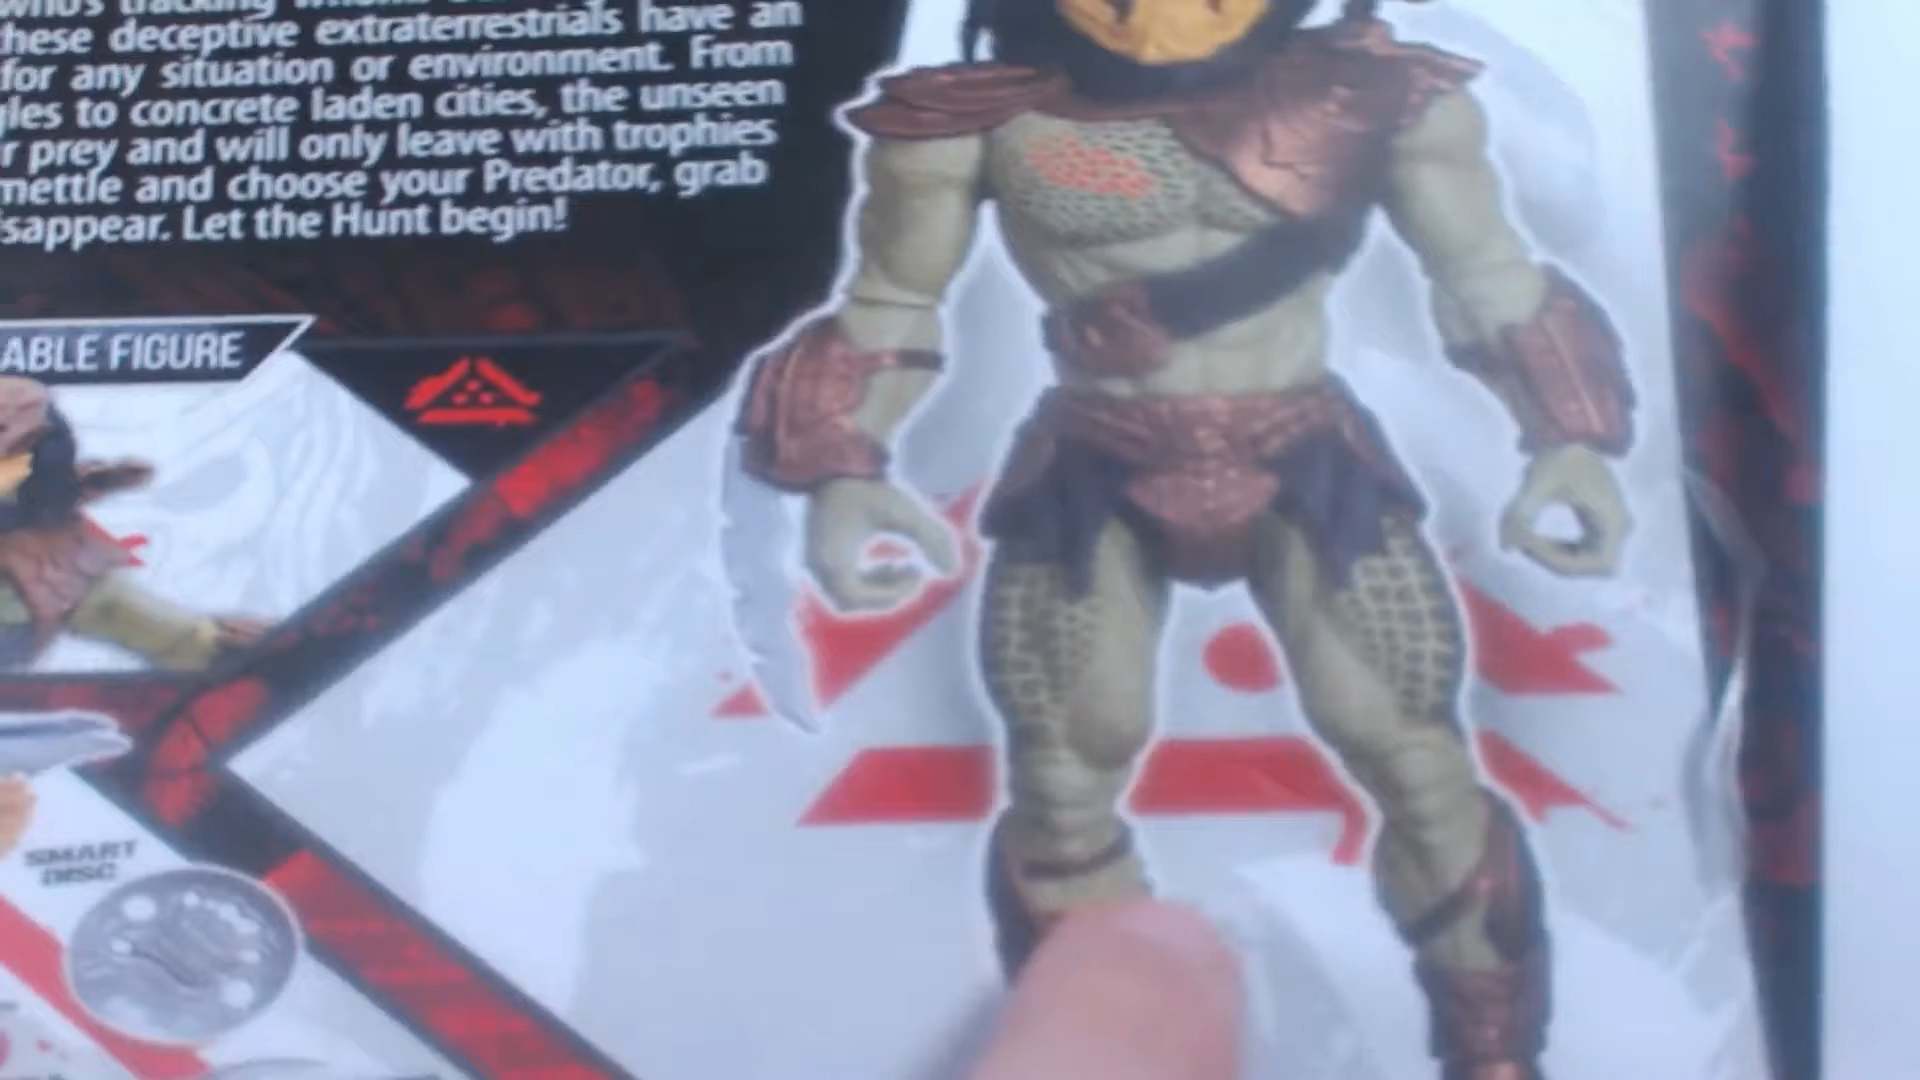 who's tracking
these deceptive extraterrestrials have an
for any situation or environment. From
to concrete laden cities, the unseen
prey and will only leave with trophies
mettle and choose your Predator, grab
Let the Hunt begin!
ABLE FIGURE
SMART
DISC